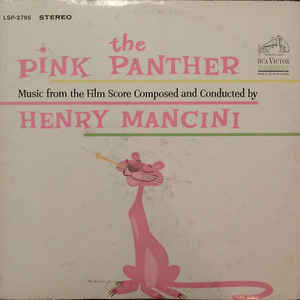 LSP-2795 STEREO
the
PINK PANTHER
RCA VICTOR
Music from the Film Score Composed and Conducted by
HENRY MANCINI